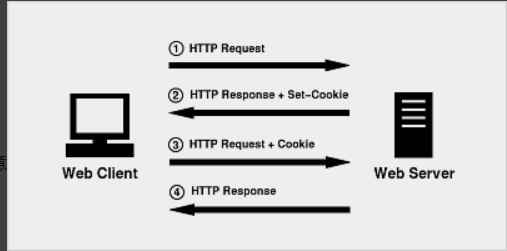 ① HTTP Request
② HTTP Response + Set-Cookie
③ HTTP Request + Cookie
④ HTTP Response
Web Client
Web Server